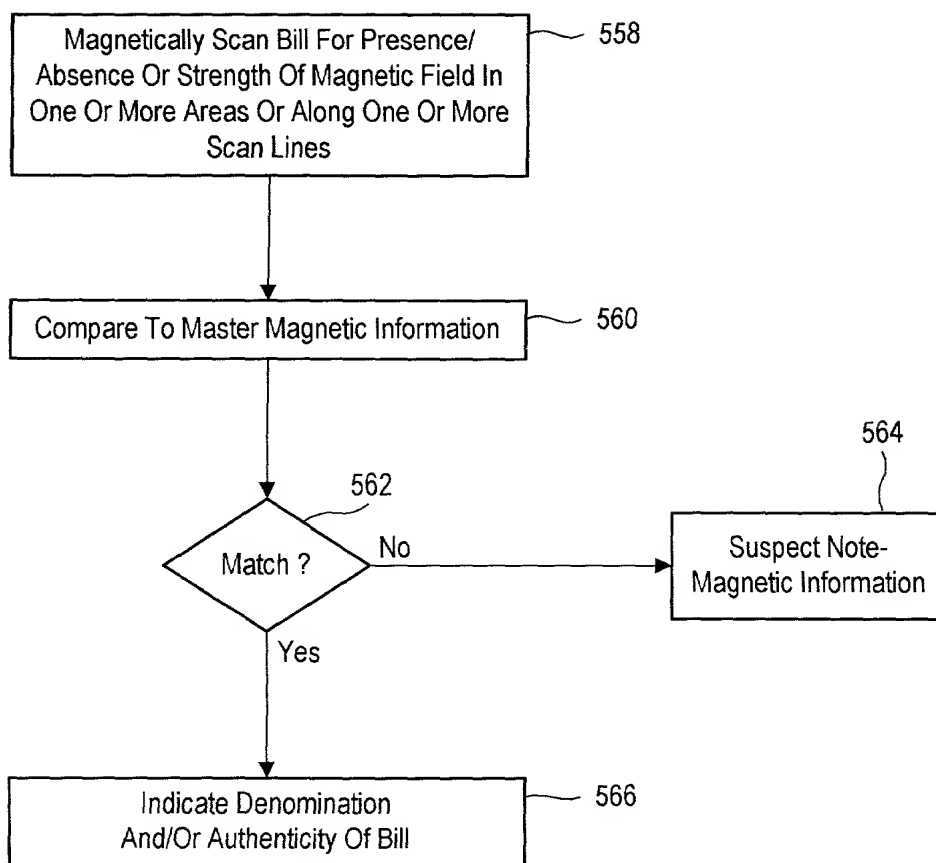 Magnetically Scan Bill For Presence/
Absence Or Strength Of Magnetic Field In
One Or More Areas Or Along One Or More
Scan Lines
558
Compare To Master Magnetic Information
560
562
Match ?
No
564
Suspect Note-
Magnetic Information
Yes
Indicate Denomination
And/Or Authenticity Of Bill
566